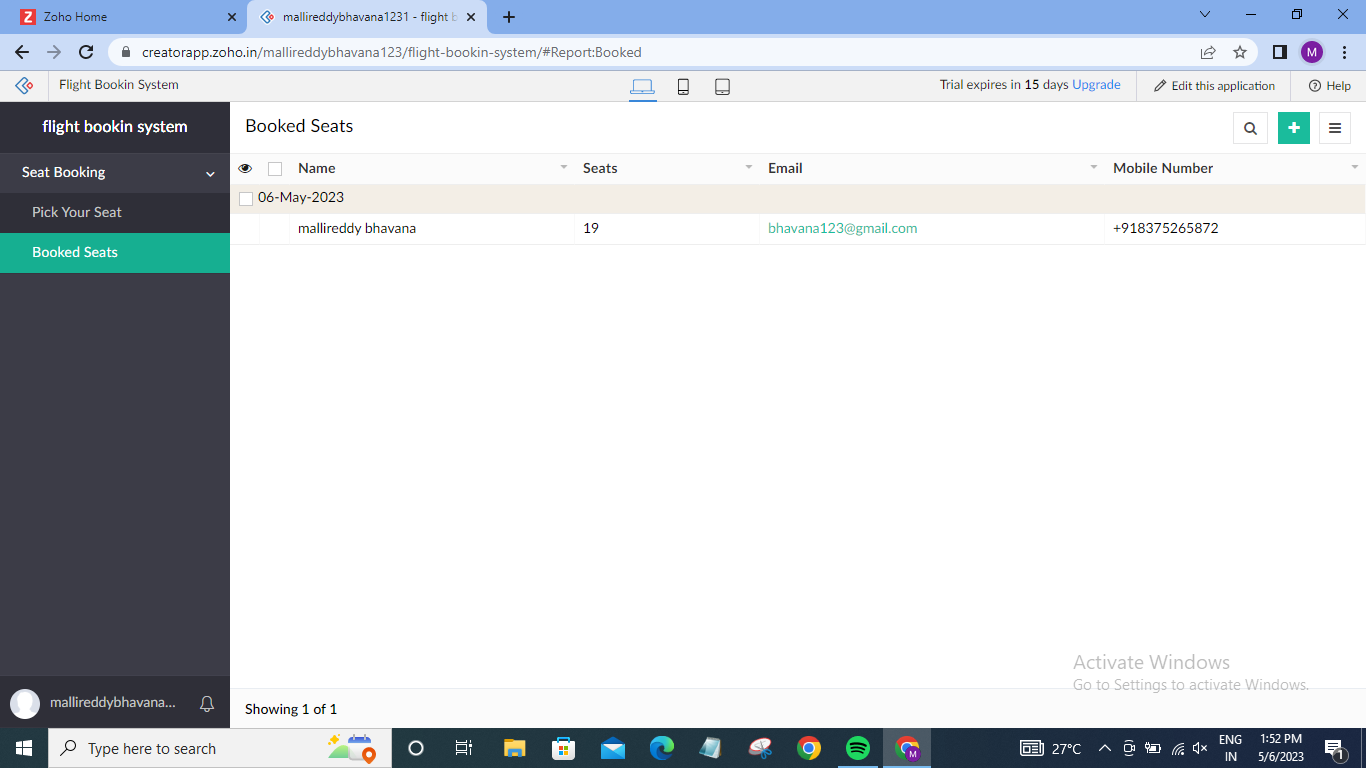 Zoho Home
mallireddybhavana1231 - flight b
creatorapp.zoho.in/mallireddybhavana123/flight-bookin-system/#Report:Booked
M
Flight Bookin System
Trial expires in 15 days Upgrade
Edit this application
Help
flight bookin system
Seat Booking
Pick Your Seat
Booked Seats
Booked Seats
Name Seats Email Mobile Number
06-May-2023
mallireddy bhavana 19 bhavana123@gmail.com +918375265872
Activate Windows
Go to Settings to activate Windows.
mallireddybhavana...
Showing 1 of 1
Type here to search
M
27°C
ENG
IN
1:52 PM
5/6/2023
1